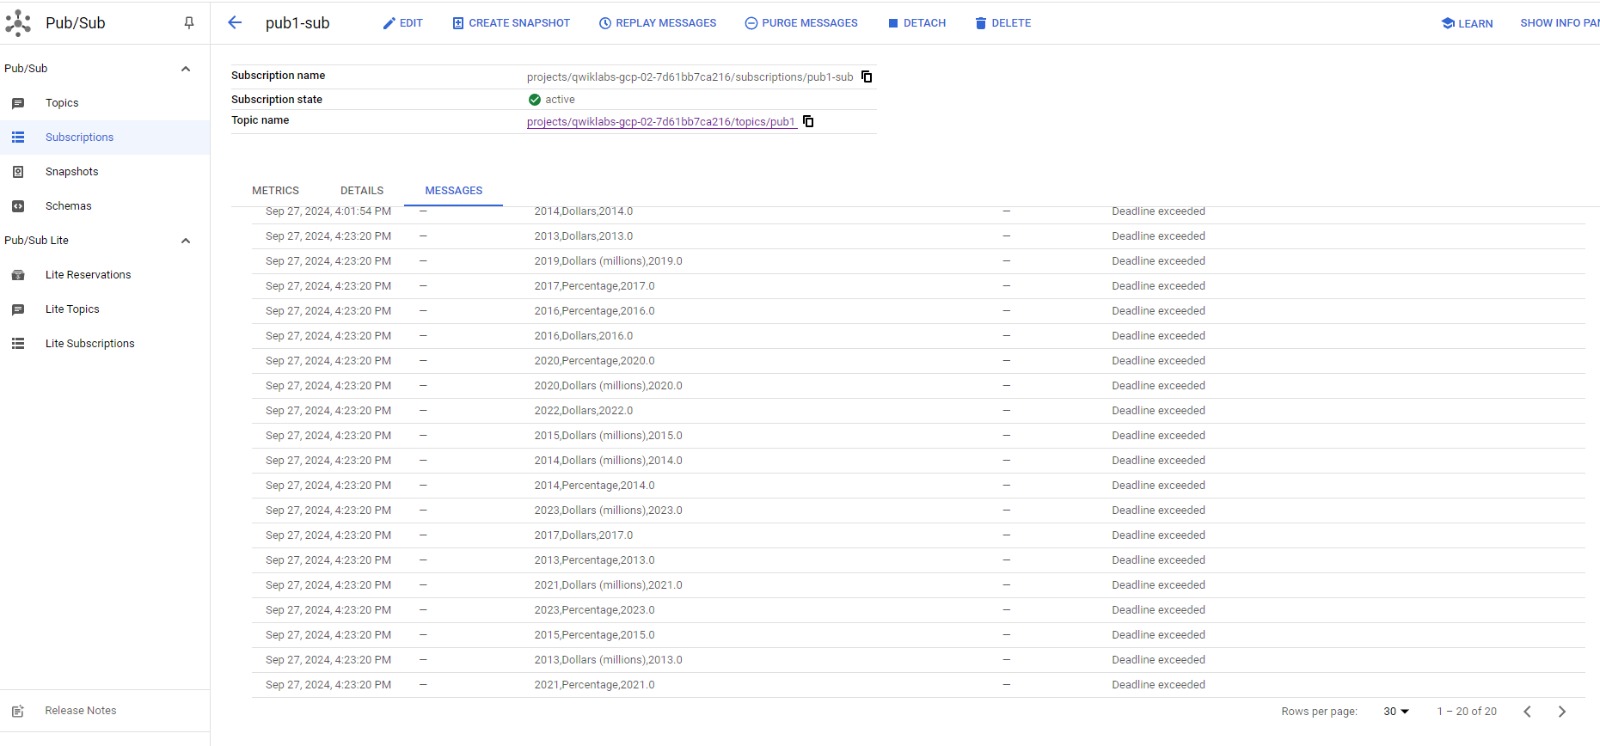 Pub/Sub
pub1-sub
EDIT
CREATE SNAPSHOT
REPLAY MESSAGES
PURGE MESSAGES
DETACH
DELETE
LEARN
SHOW INFO PAN
Pub/Sub
Topics
Subscriptions
Snapshots
Schemas
Pub/Sub Lite
Lite Reservations
Lite Topics
Lite Subscriptions
Release Notes
Subscription name projects/qwiklabs-gcp-02-7d61bb7ca216/subscriptions/pub1-sub
Subscription state active
Topic name projects/qwiklabs-gcp-02-7d61bb7ca216/topics/pub1
METRICS DETAILS MESSAGES
Sep 27, 2024, 4:01:54 PM — 2014,Dollars,2014.0 — Deadline exceeded
Sep 27, 2024, 4:23:20 PM — 2013,Dollars,2013.0 — Deadline exceeded
Sep 27, 2024, 4:23:20 PM — 2019,Dollars (millions),2019.0 — Deadline exceeded
Sep 27, 2024, 4:23:20 PM — 2017,Percentage,2017.0 — Deadline exceeded
Sep 27, 2024, 4:23:20 PM — 2016,Percentage,2016.0 — Deadline exceeded
Sep 27, 2024, 4:23:20 PM — 2016,Dollars,2016.0 — Deadline exceeded
Sep 27, 2024, 4:23:20 PM — 2020,Percentage,2020.0 — Deadline exceeded
Sep 27, 2024, 4:23:20 PM — 2020,Dollars (millions),2020.0 — Deadline exceeded
Sep 27, 2024, 4:23:20 PM — 2022,Dollars,2022.0 — Deadline exceeded
Sep 27, 2024, 4:23:20 PM — 2015,Dollars (millions),2015.0 — Deadline exceeded
Sep 27, 2024, 4:23:20 PM — 2014,Dollars (millions),2014.0 — Deadline exceeded
Sep 27, 2024, 4:23:20 PM — 2014,Percentage,2014.0 — Deadline exceeded
Sep 27, 2024, 4:23:20 PM — 2023,Dollars (millions),2023.0 — Deadline exceeded
Sep 27, 2024, 4:23:20 PM — 2017,Dollars,2017.0 — Deadline exceeded
Sep 27, 2024, 4:23:20 PM — 2013,Percentage,2013.0 — Deadline exceeded
Sep 27, 2024, 4:23:20 PM — 2021,Dollars (millions),2021.0 — Deadline exceeded
Sep 27, 2024, 4:23:20 PM — 2023,Percentage,2023.0 — Deadline exceeded
Sep 27, 2024, 4:23:20 PM — 2015,Percentage,2015.0 — Deadline exceeded
Sep 27, 2024, 4:23:20 PM — 2013,Dollars (millions),2013.0 — Deadline exceeded
Sep 27, 2024, 4:23:20 PM — 2021,Percentage,2021.0 — Deadline exceeded
Rows per page: 30 1 – 20 of 20